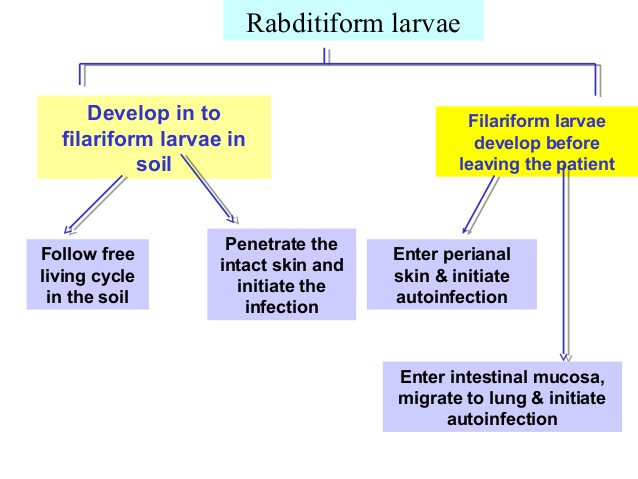 Rabditiform larvae
Develop in to
filariform larvae in
soil
Filariform larvae
develop before
leaving the patient
Follow free
living cycle
in the soil
Penetrate the
intact skin and
initiate the
infection
Enter perianal
skin & initiate
autoinfection
Enter intestinal mucosa,
migrate to lung & initiate
autoinfection